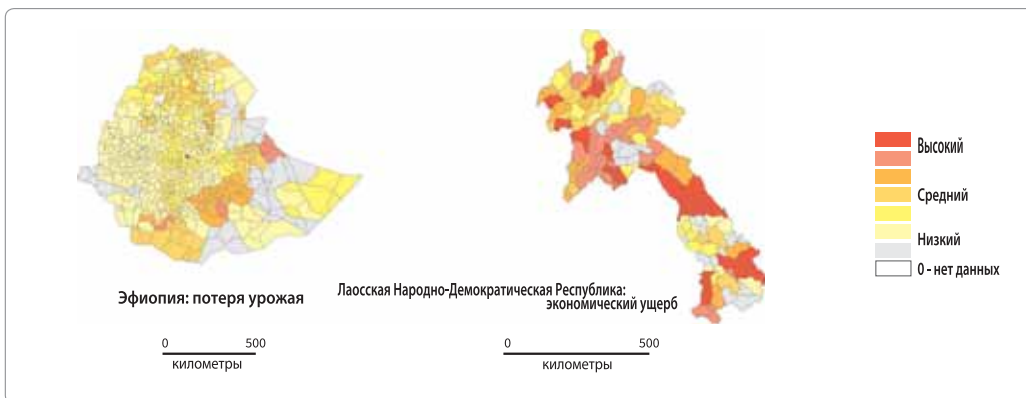 Эфиопия: потеря урожая
0 500
километры
Лаосская Народно-Демократическая Республика:
экономический ущерб
0 500
километры
Высокий
Средний
Низкий
0 - нет данных